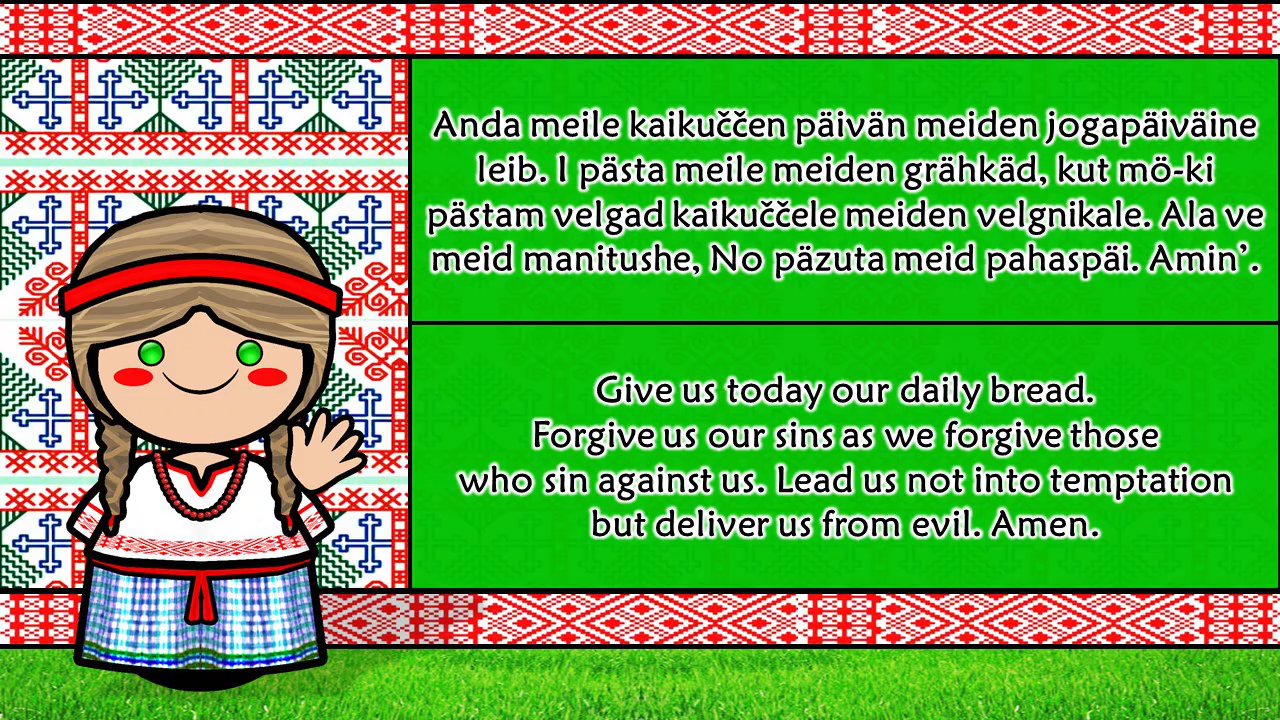 Anda meile kaikuččen päivän meiden jogapäiväine
leib. I pästa meile meiden grähkäd, kut mö-ki
pästam velgad kaikuččele meiden velgnikale. Ala ve
meid manitushe, No päzuta meid pahaspäi. Amin’.
Give us today our daily bread.
Forgive us our sins as we forgive those
who sin against us. Lead us not into temptation
but deliver us from evil. Amen.